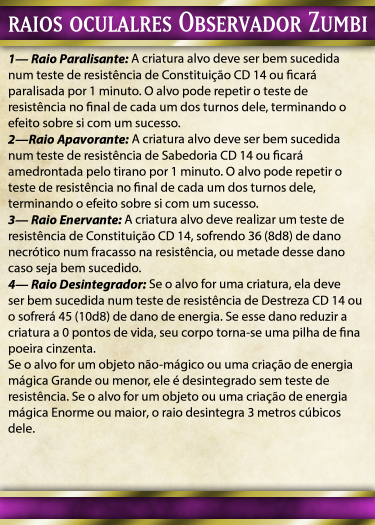 RAIOS OCULALRES OBSERVADOR ZUMBI
1— Raio Paralisante: A criatura alvo deve ser bem sucedida
num teste de resistência de Constituição CD 14 ou ficará
paralisada por 1 minuto. O alvo pode repetir o teste de
resistência no final de cada um dos turnos dele, terminando o
efeito sobre si com um sucesso.
2—Raio Apavorante: A criatura alvo deve ser bem sucedida
num teste de resistência de Sabedoria CD 14 ou ficará
amedrontada pelo tirano por 1 minuto. O alvo pode repetir o
teste de resistência no final de cada um dos turnos dele,
terminando o efeito sobre si com um sucesso.
3— Raio Enervante: A criatura alvo deve realizar um teste de
resistência de Constituição CD 14, sofrendo 36 (8d8) de dano
necrótico num fracasso na resistência, ou metade desse dano
caso seja bem sucedido.
4— Raio Desintegrador: Se o alvo for uma criatura, ela deve
ser bem sucedida num teste de resistência de Destreza CD 14 ou
o sofrerá 45 (10d8) de dano de energia. Se esse dano reduzir a
criatura a 0 pontos de vida, seu corpo torna-se uma pilha de fina
poeira cinzenta.
Se o alvo for um objeto não-mágico ou uma criação de energia
mágica Grande ou menor, ele é desintegrado sem teste de
resistência. Se o alvo for um objeto ou uma criação de energia
mágica Enorme ou maior, o raio desintegra 3 metros cúbicos
dele.